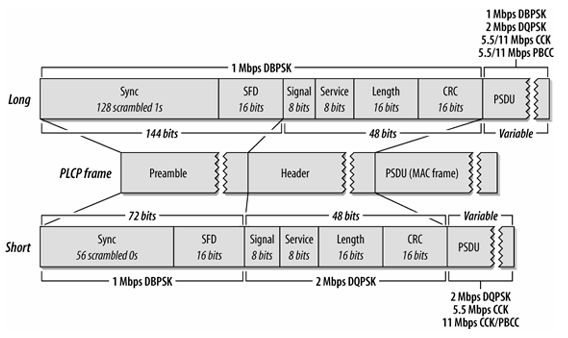 1 Mbps DBPSK
2 Mbps DQPSK
5.5/11 Mbps CCK
5.5/11 Mbps PBCC
1 Mbps DBPSK
Long
Sync
128 scrambled 1s
SFD
16 bits
Signal
8 bits
Service
8 bits
Length
16 bits
CRC
16 bits
PSDU
144 bits
48 bits
Variable
PLCP frame
Preamble
Header
PSDU (MAC frame)
72 bits
48 bits
Variable
Short
Sync
56 scrambled 0s
SFD
16 bits
Signal
8 bits
Service
8 bits
Length
16 bits
CRC
16 bits
PSDU
1 Mbps DBPSK
2 Mbps DQPSK
2 Mbps DQPSK
5.5 Mbps CCK
11 Mbps CCK/PBCC